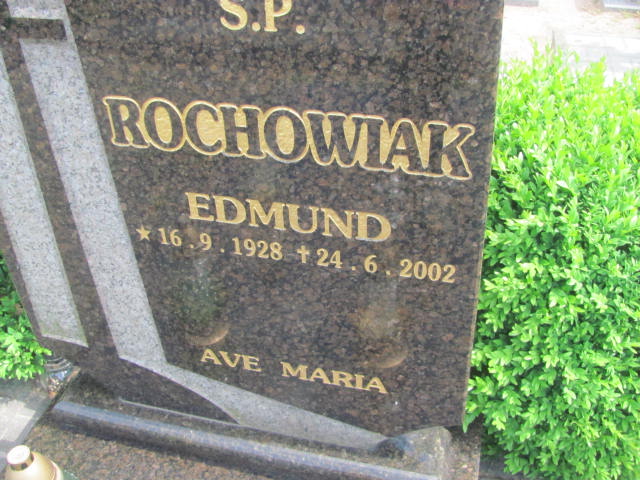 S.P.
ROCHOWIAK
EDMUND
★ 16.9.1928 ✝ 24.6.2002
AVE MARIA